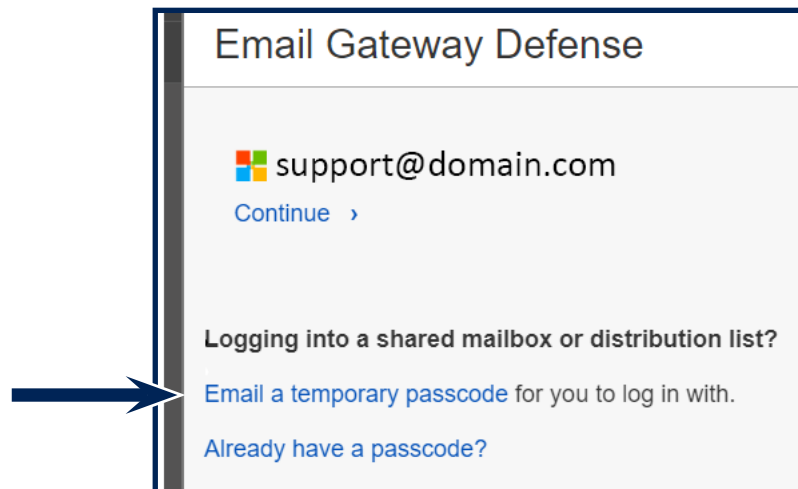 Email Gateway Defense
support@domain.com
Continue ›
Logging into a shared mailbox or distribution list?
Email a temporary passcode for you to log in with.
Already have a passcode?